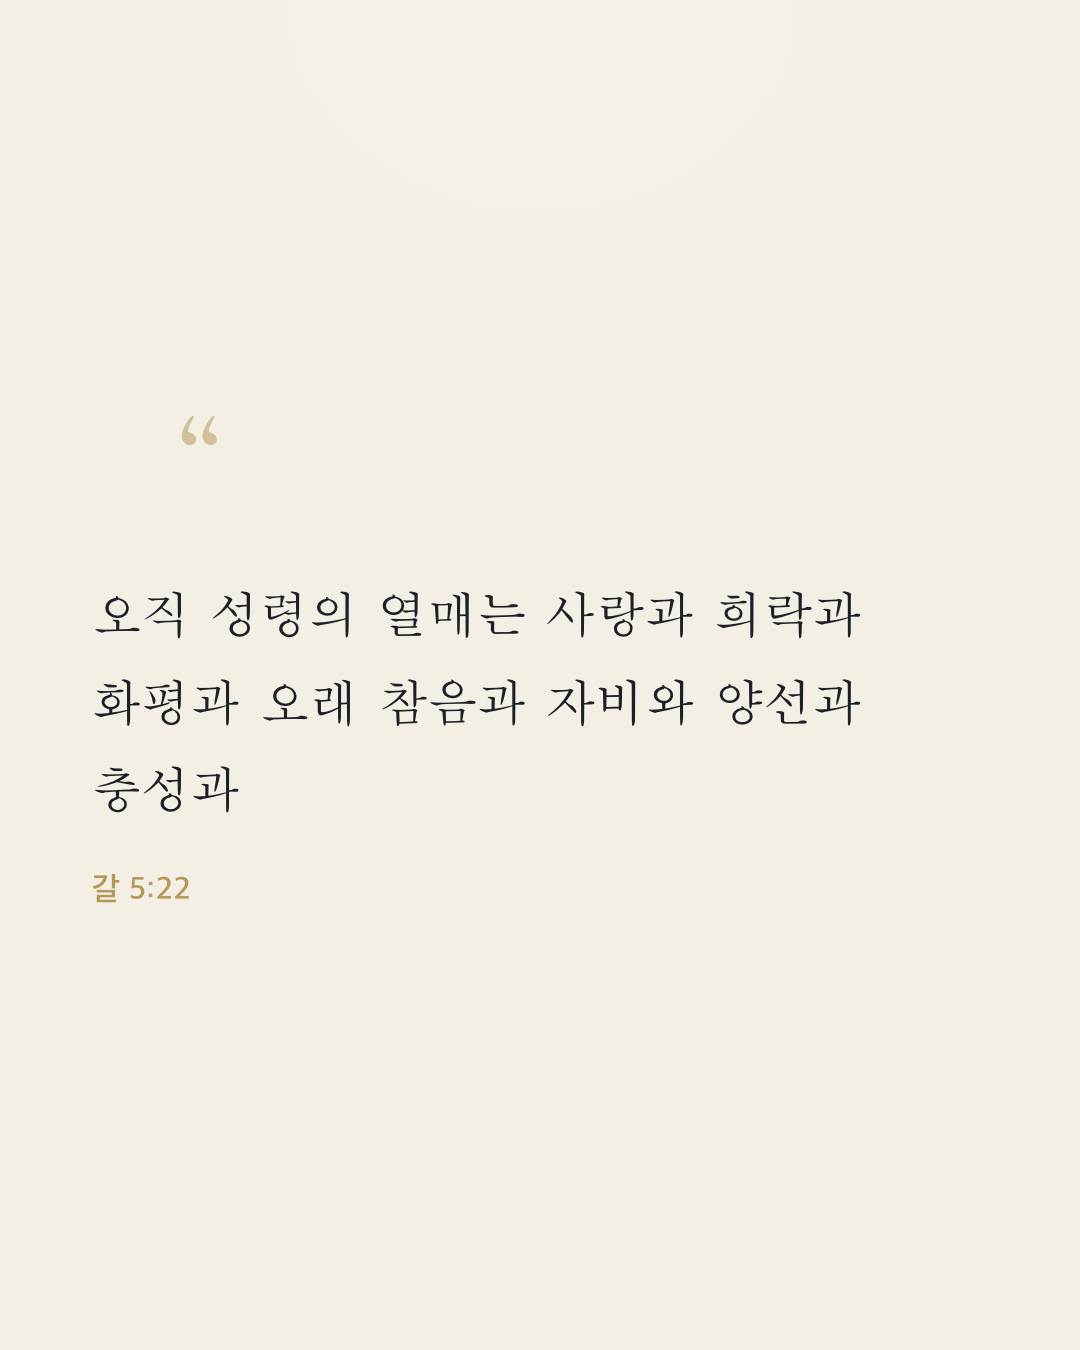 “
오직 성령의 열매는 사랑과 희락과
화평과 오래 참음과 자비와 양선과
충성과
갈 5:22